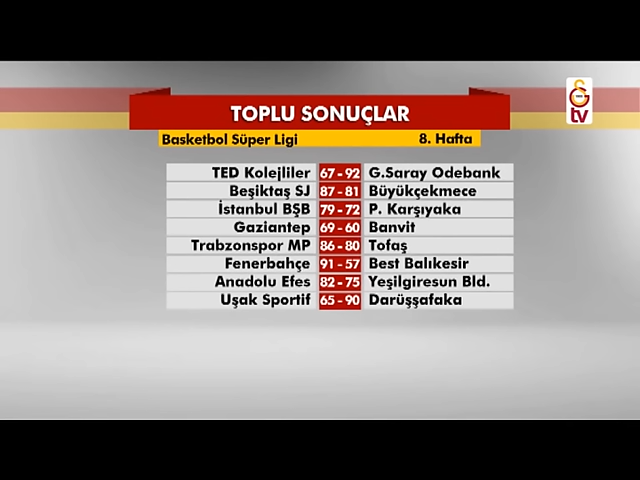 TOPLU SONUÇLAR
tv
Basketbol Süper Ligi 8. Hafta
TED Kolejliler 67 - 92 G.Saray Odebank
Beşiktaş SJ 87 - 81 Büyükçekmece
İstanbul BŞB 79 - 72 P. Karşıyaka
Gaziantep 69 - 60 Banvit
Trabzonspor MP 86 - 80 Tofaş
Fenerbahçe 91 - 57 Best Balıkesir
Anadolu Efes 82 - 75 Yeşilgiresun Bld.
Uşak Sportif 65 - 90 Darüşşafaka